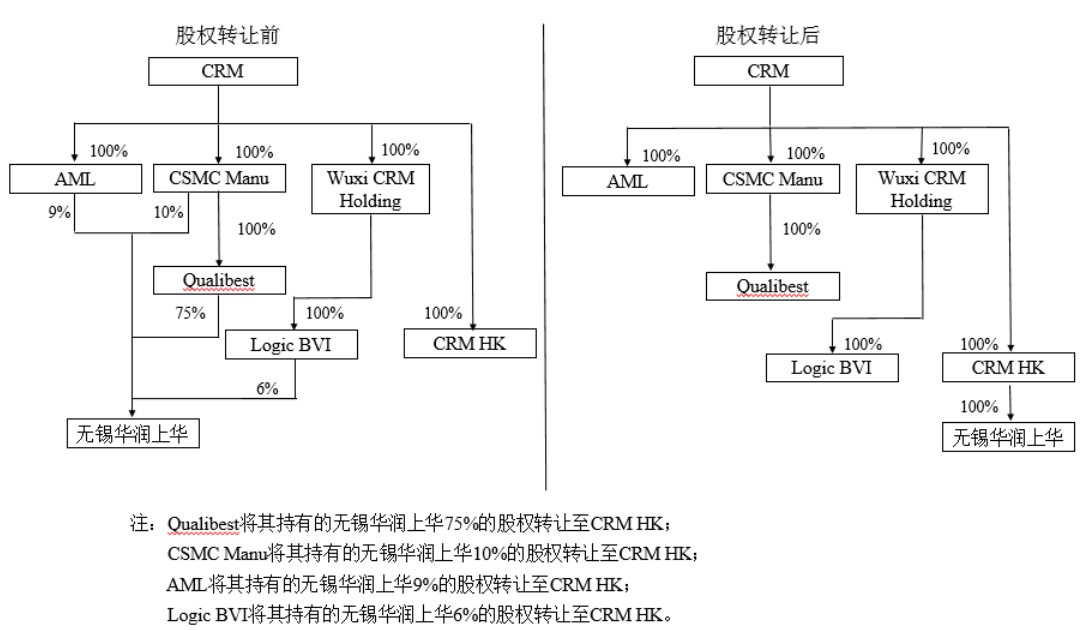 股权转让前
CRM
100%
100%
100%
AML
CSMC Manu
Wuxi CRM
Holding
9%
10%
100%
Qualibest
75%
100%
100%
Logic BVI
CRM HK
6%
无锡华润上华
股权转让后
CRM
100%
100%
100%
AML
CSMC Manu
Wuxi CRM
Holding
100%
Qualibest
100%
100%
Logic BVI
CRM HK
100%
无锡华润上华
注：Qualibest将其持有的无锡华润上华75%的股权转让至CRM HK；
CSMC Manu将其持有的无锡华润上华10%的股权转让至CRM HK；
AML将其持有的无锡华润上华9%的股权转让至CRM HK；
Logic BVI将其持有的无锡华润上华6%的股权转让至CRM HK。